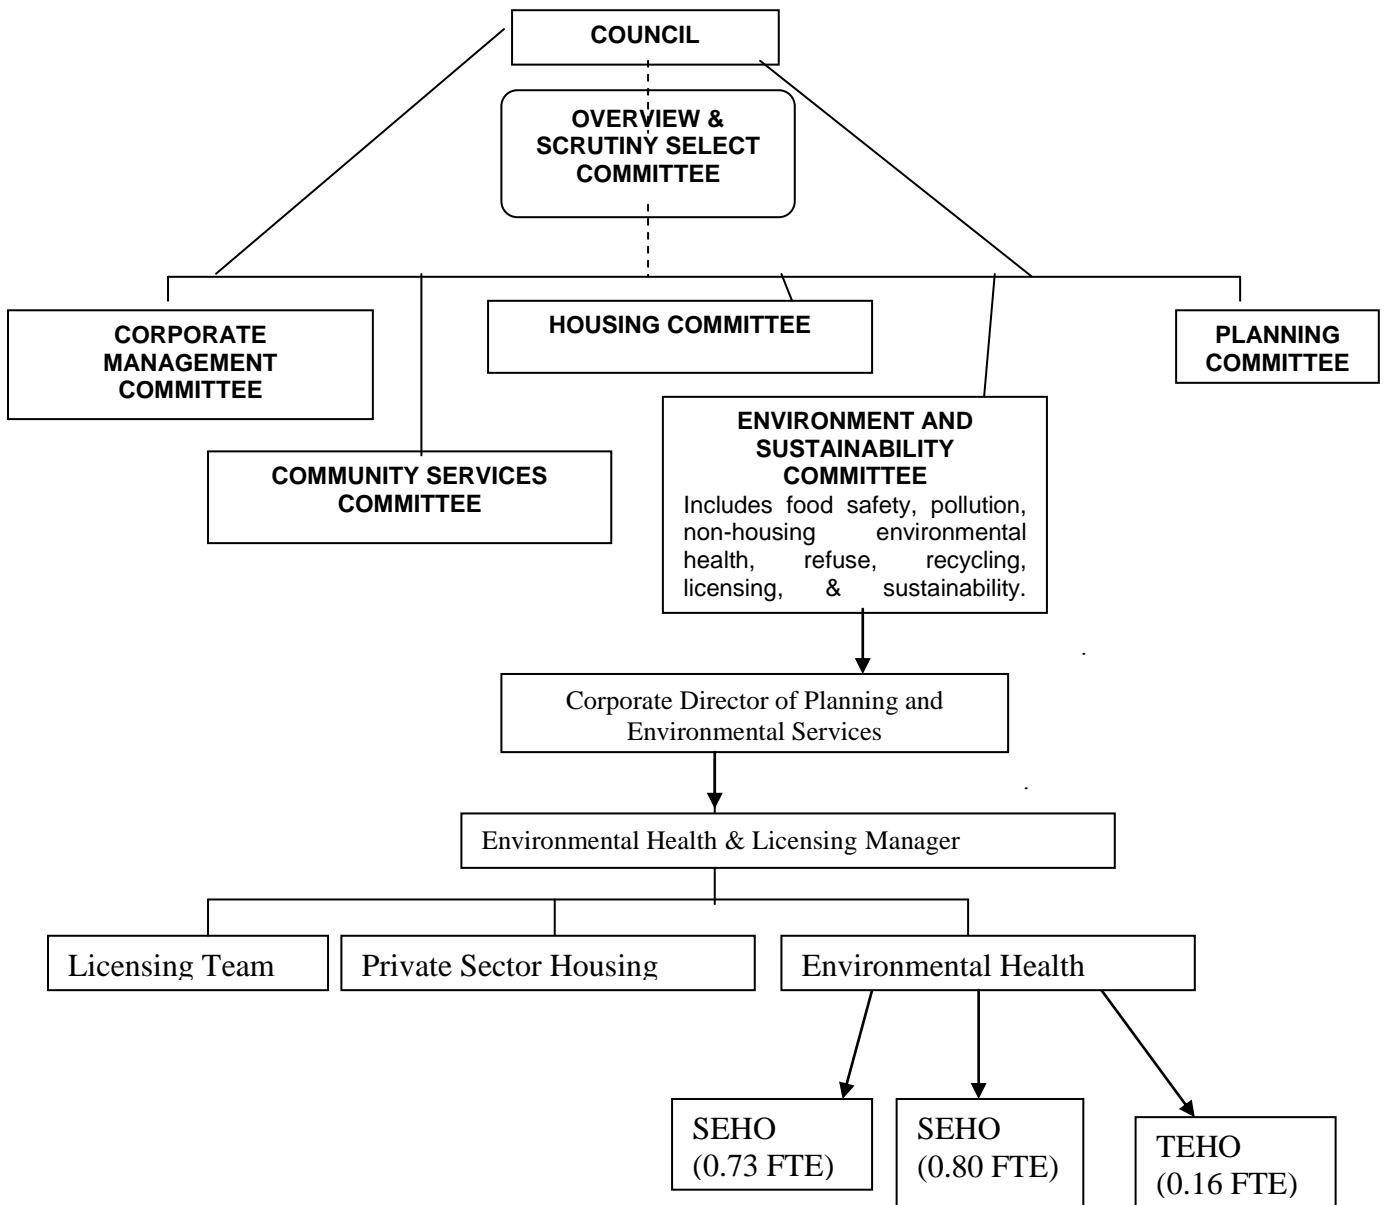 COUNCIL
OVERVIEW &
SCRUTINY SELECT
COMMITTEE
CORPORATE
MANAGEMENT
COMMITTEE
HOUSING COMMITTEE
PLANNING
COMMITTEE
COMMUNITY SERVICES
COMMITTEE
ENVIRONMENT AND
SUSTAINABILITY
COMMITTEE
Includes food safety, pollution,
non-housing environmental
health, refuse, recycling,
licensing, & sustainability.
Corporate Director of Planning and
Environmental Services
Environmental Health & Licensing Manager
Licensing Team
Private Sector Housing
Environmental Health
SEHO
(0.73 FTE)
SEHO
(0.80 FTE)
TEHO
(0.16 FTE)